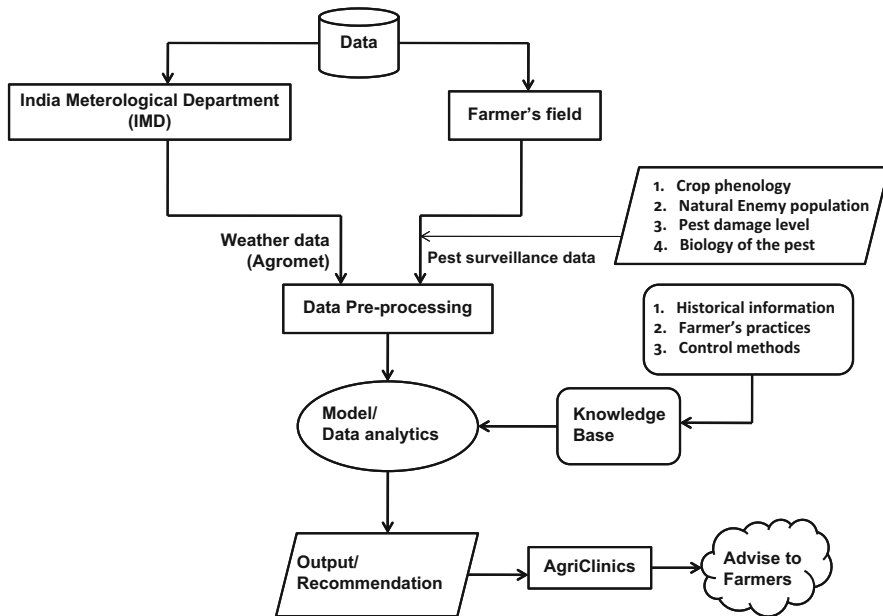 Data
India Meterological Department
(IMD)
Farmer's field
1. Crop phenology
2. Natural Enemy population
3. Pest damage level
4. Biology of the pest
Weather data
(Agromet)
Pest surveillance data
Data Pre-processing
1. Historical information
2. Farmer's practices
3. Control methods
Model/
Data analytics
Knowledge
Base
Output/
Recommendation
AgriClinics
Advise to
Farmers